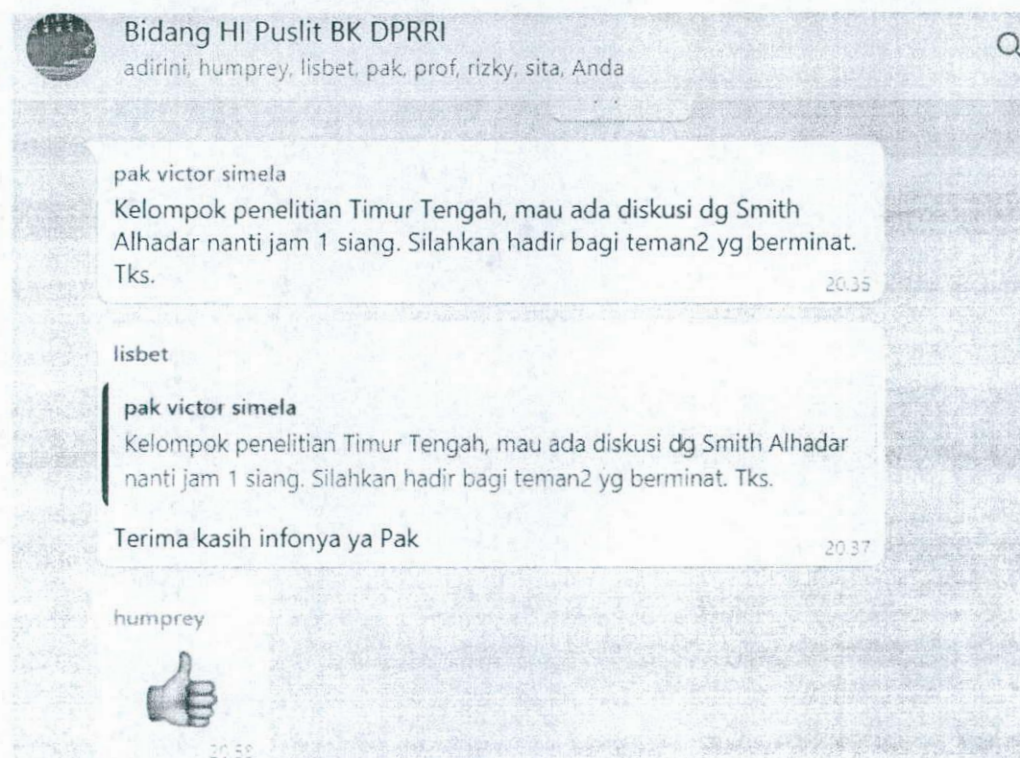 Bidang HI Puslit BK DPRRI
adirini, humprey, lisbet, pak, prof, rizky, sita, Anda
pak victor simela
Kelompok penelitian Timur Tengah, mau ada diskusi dg Smith
Alhadar nanti jam 1 siang. Silahkan hadir bagi teman2 yg berminat.
Tks.
20.35
lisbet
pak victor simela
Kelompok penelitian Timur Tengah, mau ada diskusi dg Smith Alhadar
nanti jam 1 siang. Silahkan hadir bagi teman2 yg berminat. Tks.
Terima kasih infonya ya Pak
20.37
humprey